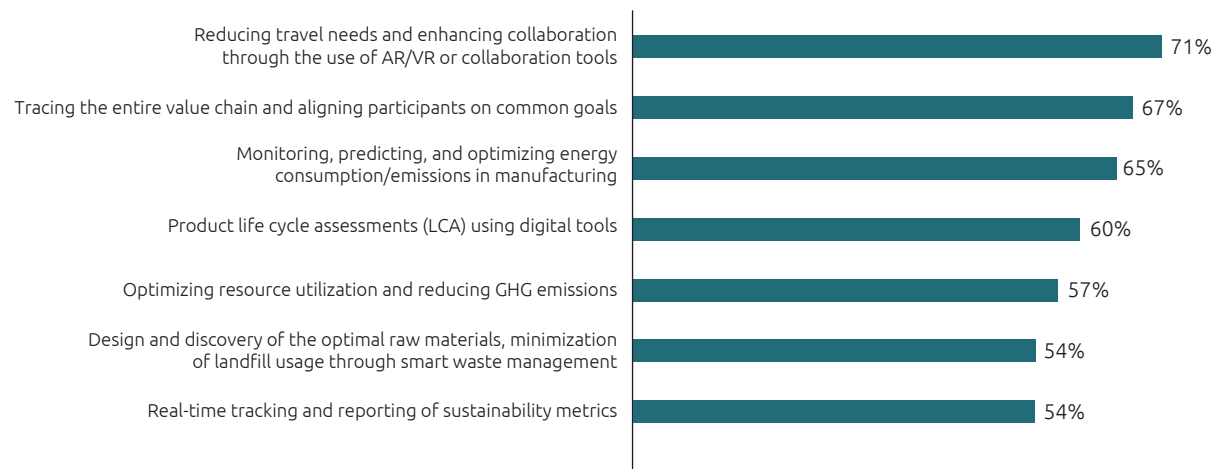 Reducing travel needs and enhancing collaboration
through the use of AR/VR or collaboration tools
71%
Tracing the entire value chain and aligning participants on common goals
67%
Monitoring, predicting, and optimizing energy
consumption/emissions in manufacturing
65%
Product life cycle assessments (LCA) using digital tools
60%
Optimizing resource utilization and reducing GHG emissions
57%
Design and discovery of the optimal raw materials, minimization
of landfill usage through smart waste management
54%
Real-time tracking and reporting of sustainability metrics
54%